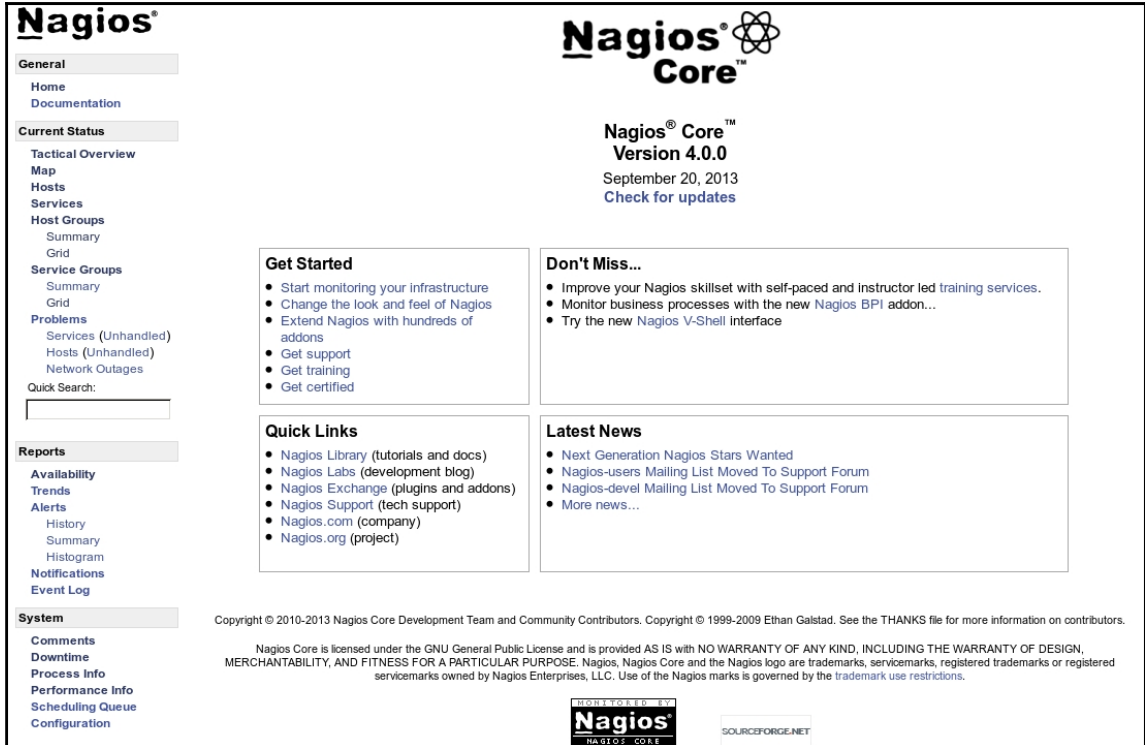 Nagios®
General
Home
Documentation
Current Status
Tactical Overview
Map
Hosts
Services
Host Groups
Summary
Grid
Service Groups
Summary
Grid
Problems
Services (Unhandled)
Hosts (Unhandled)
Network Outages
Quick Search:
Reports
Availability
Trends
Alerts
History
Summary
Histogram
Notifications
Event Log
System
Comments
Downtime
Process Info
Performance Info
Scheduling Queue
Configuration
Nagios®
Core™
Nagios® Core™
Version 4.0.0
September 20, 2013
Check for updates
Get Started
• Start monitoring your infrastructure
• Change the look and feel of Nagios
• Extend Nagios with hundreds of
addons
• Get support
• Get training
• Get certified
Don't Miss...
• Improve your Nagios skillset with self-paced and instructor led training services.
• Monitor business processes with the new Nagios BPI addon...
• Try the new Nagios V-Shell interface
Quick Links
• Nagios Library (tutorials and docs)
• Nagios Labs (development blog)
• Nagios Exchange (plugins and addons)
• Nagios Support (tech support)
• Nagios.com (company)
• Nagios.org (project)
Latest News
• Next Generation Nagios Stars Wanted
• Nagios-users Mailing List Moved To Support Forum
• Nagios-devel Mailing List Moved To Support Forum
• More news...
Copyright © 2010-2013 Nagios Core Development Team and Community Contributors. Copyright © 1999-2009 Ethan Galstad. See the THANKS file for more information on contributors.
Nagios Core is licensed under the GNU General Public License and is provided AS IS with NO WARRANTY OF ANY KIND, INCLUDING THE WARRANTY OF DESIGN,
MERCHANTABILITY, AND FITNESS FOR A PARTICULAR PURPOSE. Nagios, Nagios Core and the Nagios logo are trademarks, servicemarks, registered trademarks or registered
servicemarks owned by Nagios Enterprises, LLC. Use of the Nagios marks is governed by the trademark use restrictions.
MONITORED BY
Nagios®
NAGIOS CORE
SOURCEFORGE.NET